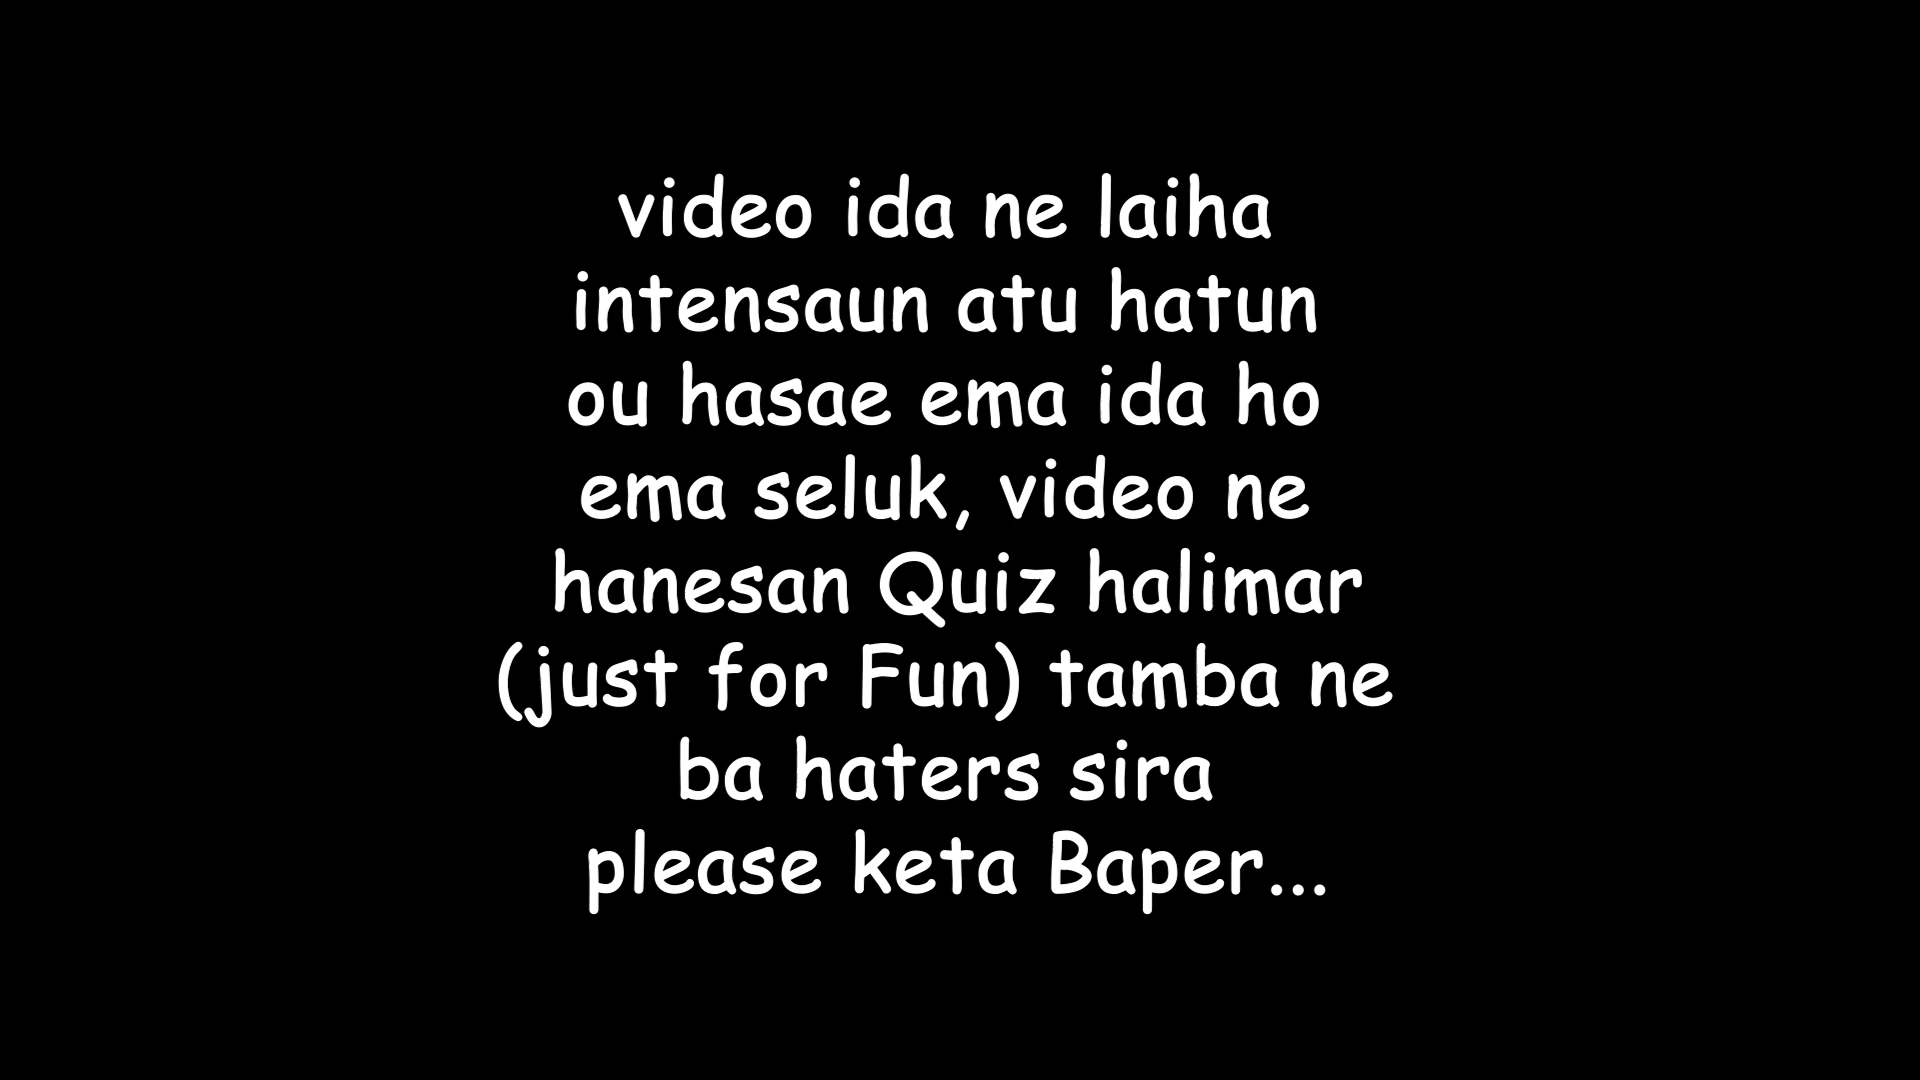 video ida ne laiha
intensaun atu hatun
ou hasae ema ida ho
ema seluk, video ne
hanesan Quiz halimar
(just for Fun) tamba ne
ba haters sira
please keta Baper...